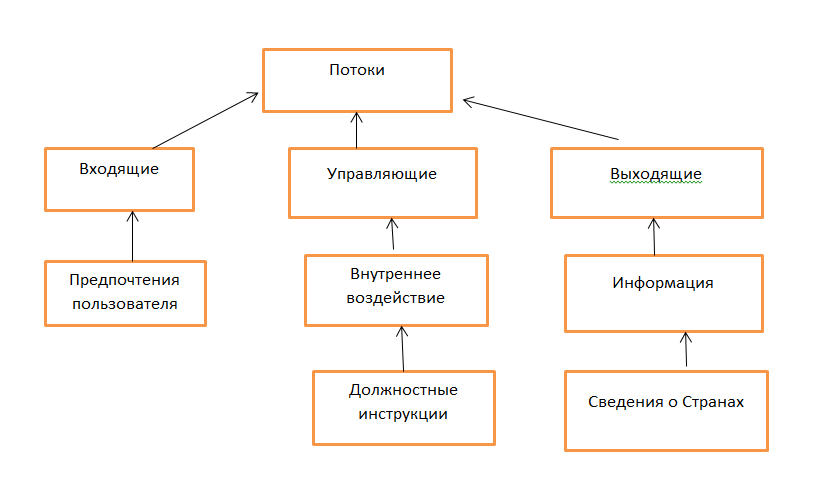 Потоки
Входящие
Управляющие
Выходящие
Предпочтения
пользователя
Внутреннее
воздействие
Информация
Должностные
инструкции
Сведения о Странах